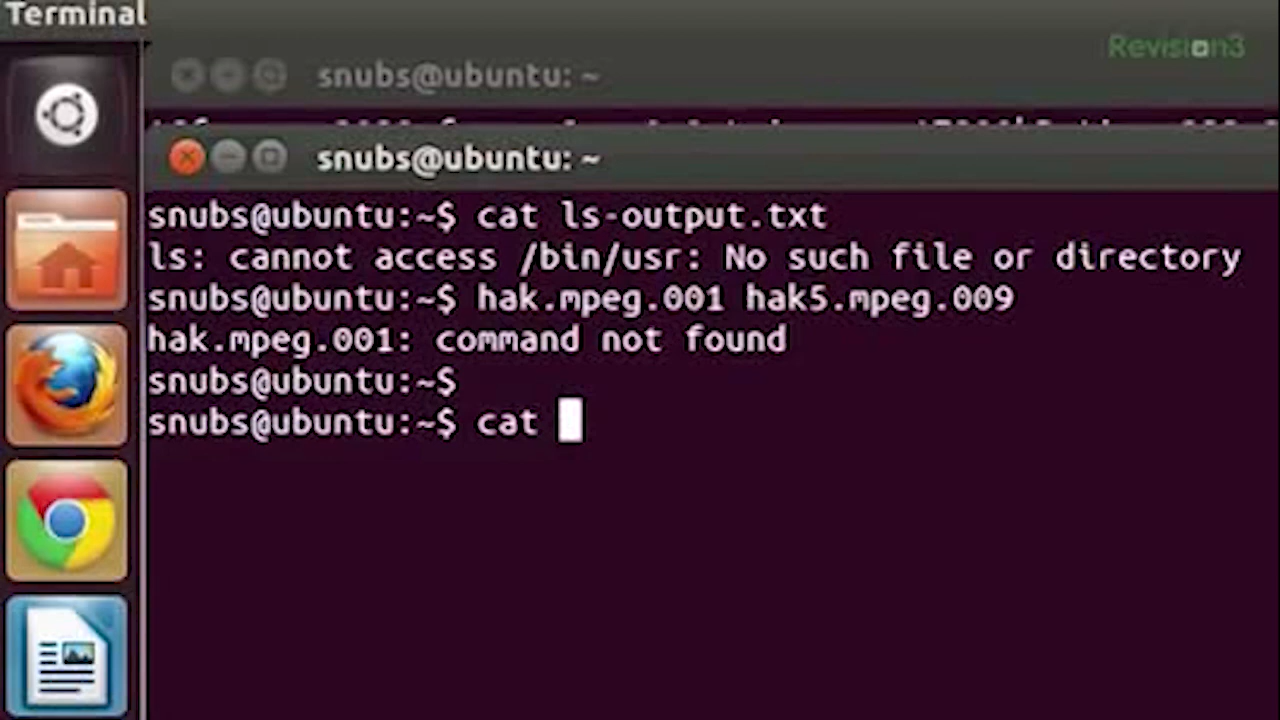 Terminal
Revision3
snubs@ubuntu: ~
snubs@ubuntu: ~
snubs@ubuntu:~$ cat ls-output.txt
ls: cannot access /bin/usr: No such file or directory
snubs@ubuntu:~$ hak.mpeg.001 hak5.mpeg.009
hak.mpeg.001: command not found
snubs@ubuntu:~$
snubs@ubuntu:~$ cat